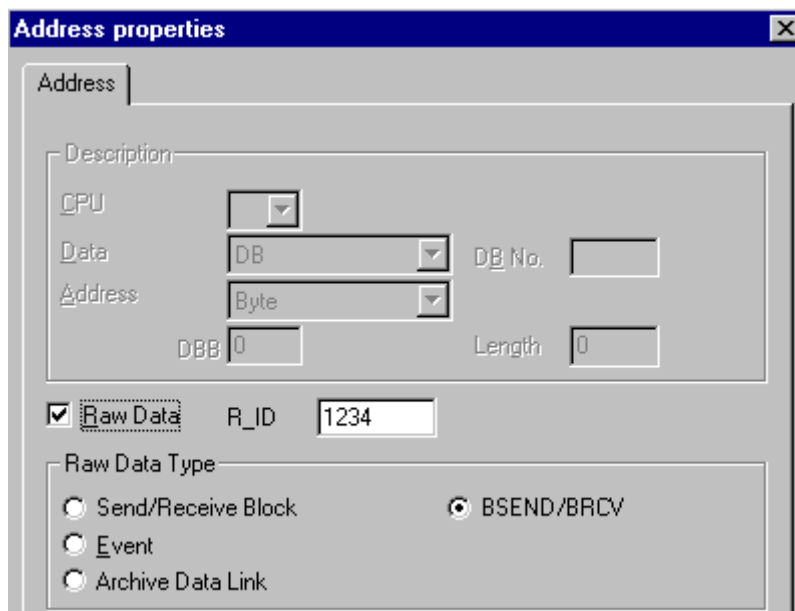 Address properties
Address
Description
CPU
Data DB DB No.
Address Byte
DBB 0 Length 0
Raw Data R_ID 1234
Raw Data Type
Send/Receive Block BSEND/BRCV
Event
Archive Data Link